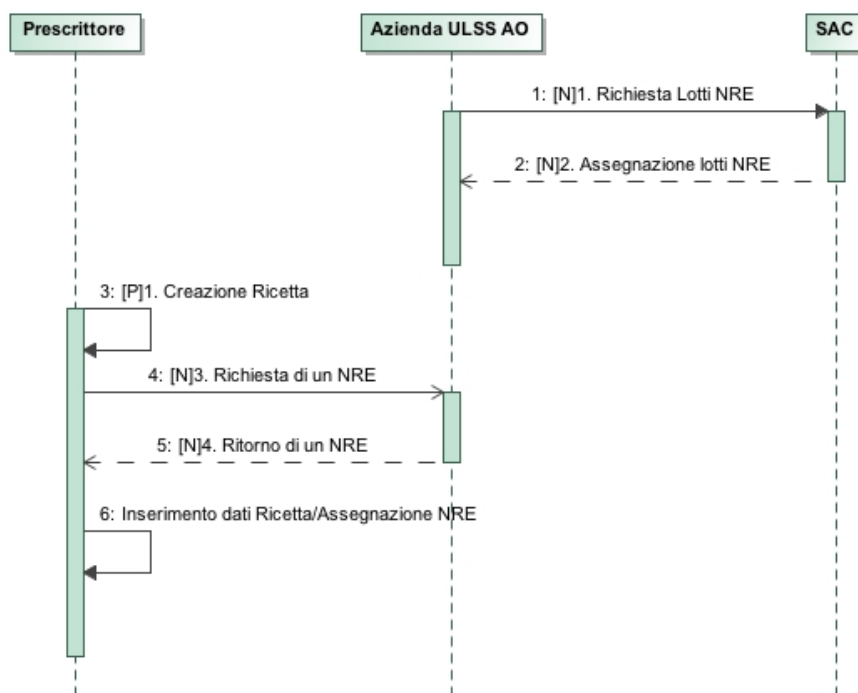 Prescrittore
Azienda ULSS AO
SAC
1: [N]1. Richiesta Lotti NRE
2: [N]2. Assegnazione lotti NRE
3: [P]1. Creazione Ricetta
4: [N]3. Richiesta di un NRE
5: [N]4. Ritorno di un NRE
6: Inserimento dati Ricetta/Assegnazione NRE